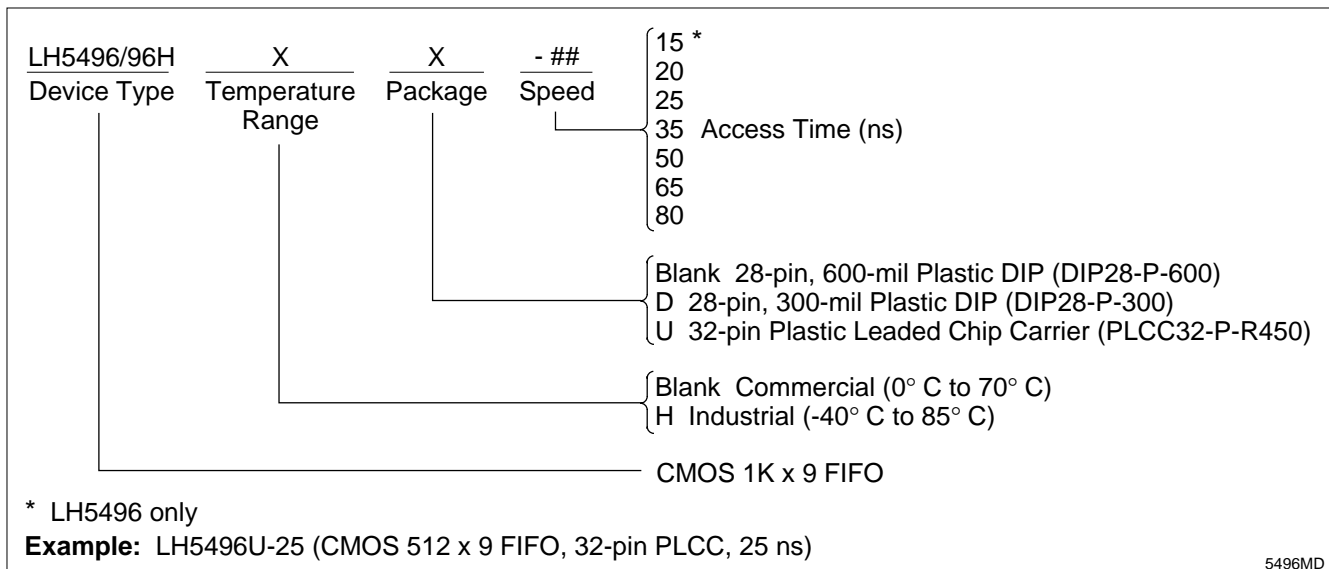 LH5496/96H X X - ##
Device Type Temperature Range Package Speed
15 *
20
25
35 Access Time (ns)
50
65
80
Blank 28-pin, 600-mil Plastic DIP (DIP28-P-600)
D 28-pin, 300-mil Plastic DIP (DIP28-P-300)
U 32-pin Plastic Leaded Chip Carrier (PLCC32-P-R450)
Blank Commercial (0° C to 70° C)
H Industrial (-40° C to 85° C)
CMOS 1K x 9 FIFO
* LH5496 only
Example: LH5496U-25 (CMOS 512 x 9 FIFO, 32-pin PLCC, 25 ns)
5496MD